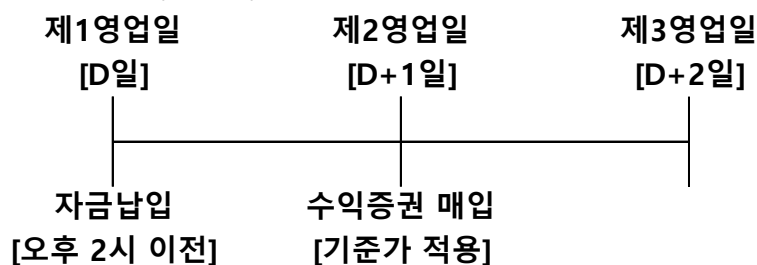 제1영업일 제2영업일 제3영업일
[D일] [D+1일] [D+2일]
자금납입 수익증권 매입
[오후 2시 이전] [기준가 적용]